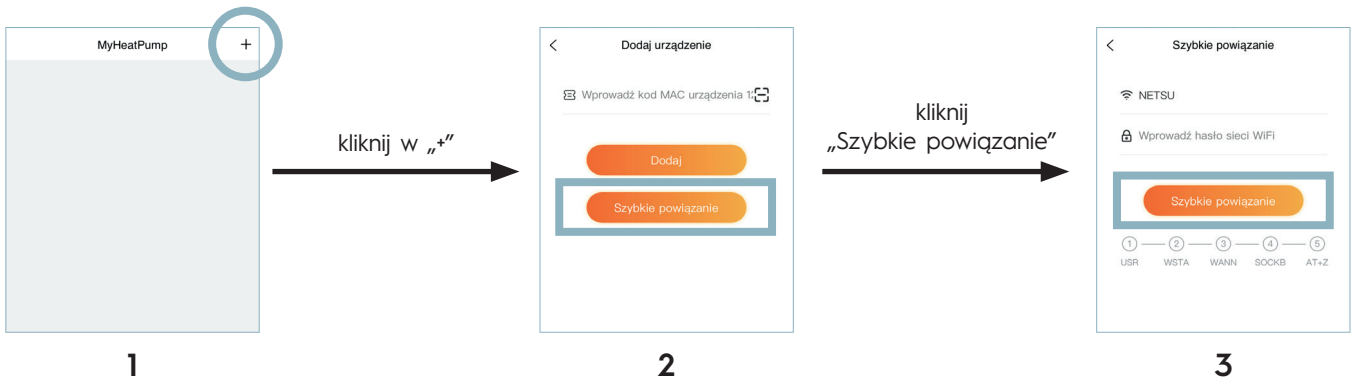 MyHeatPump +
kliknij w „+”
Dodaj urządzenie
Wprowadź kod MAC urządzenia 12
Dodaj
Szybkie powiązanie
kliknij
„Szybkie powiązanie”
Szybkie powiązanie
NETSU
Wprowadź hasło sieci WiFi
Szybkie powiązanie
1 2 3 4 5
USR WSTA WANN SOCKB AT+Z
1
2
3